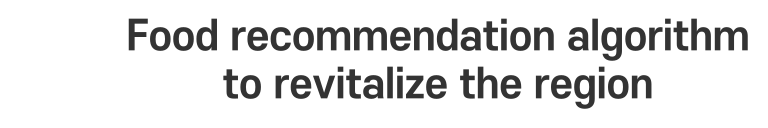 Food recommendation algorithm
to revitalize the region